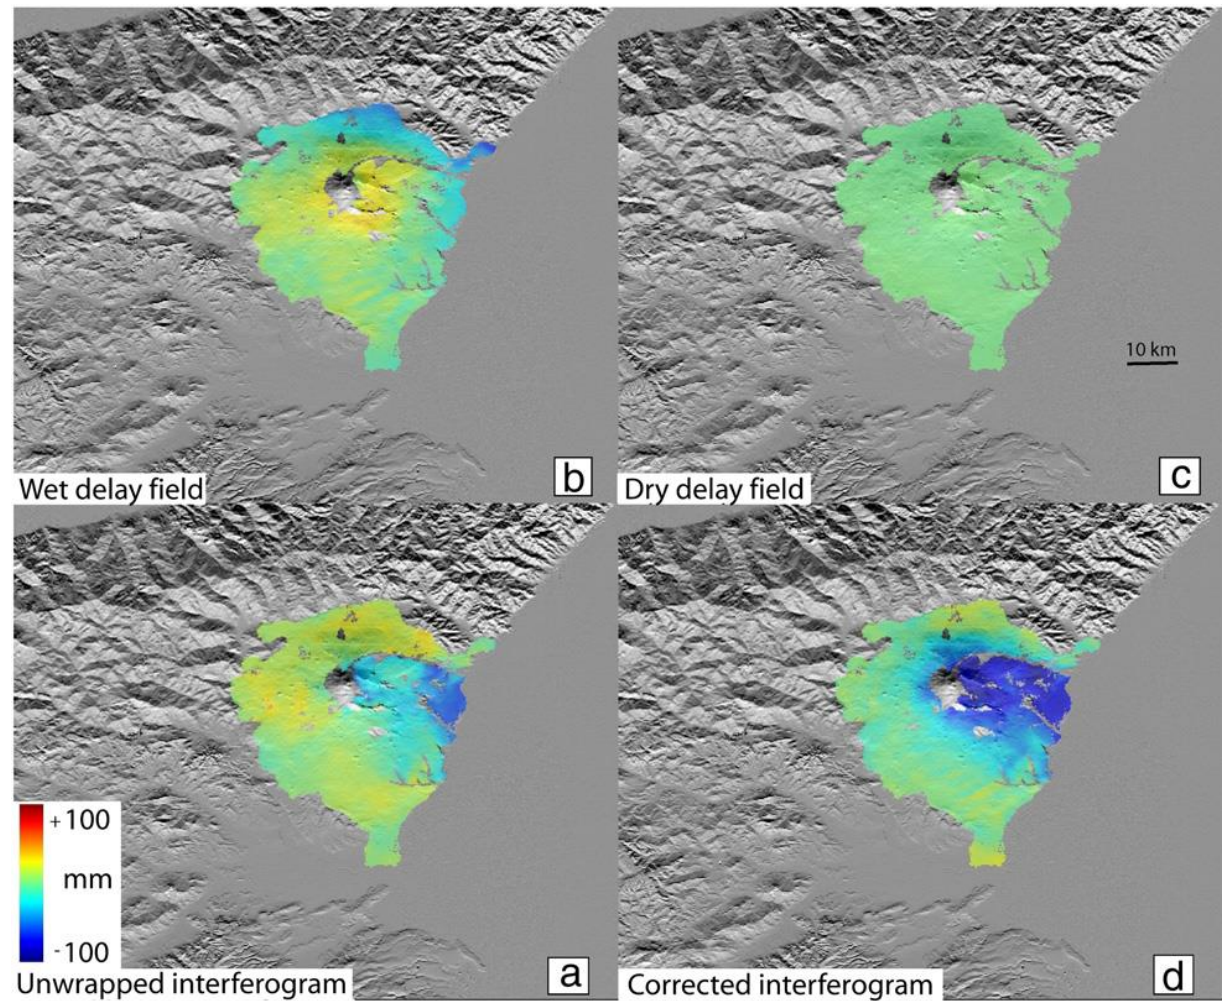 Wet delay field
b
10 km
Dry delay field
c
+100
mm
-100
Unwrapped interferogram
a
Corrected interferogram
d